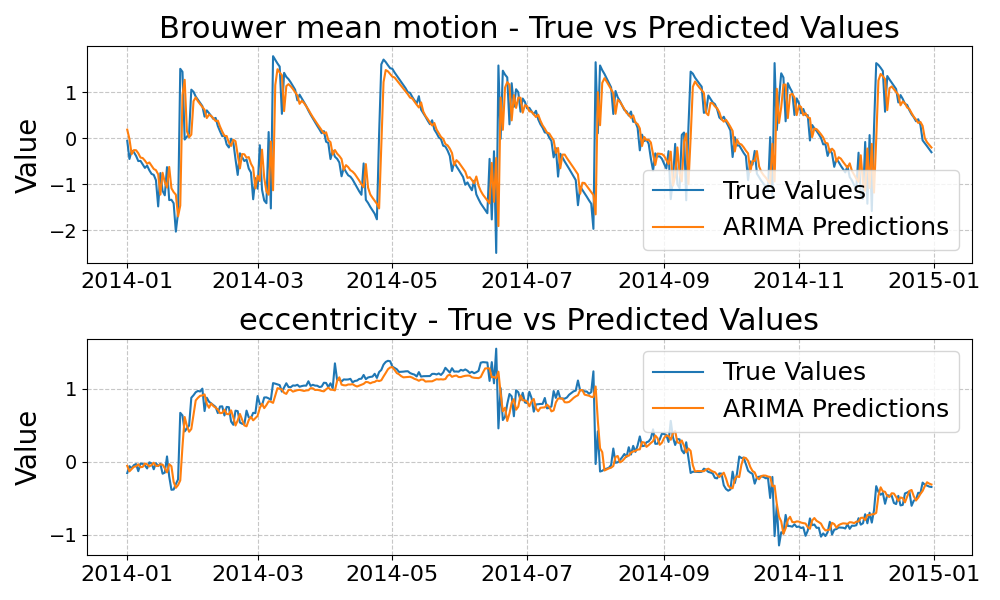 Brouwer mean motion - True vs Predicted Values
Value
1
0
−1
−2
True Values
ARIMA Predictions
2014-01 2014-03 2014-05 2014-07 2014-09 2014-11 2015-01
eccentricity - True vs Predicted Values
Value
1
0
−1
True Values
ARIMA Predictions
2014-01 2014-03 2014-05 2014-07 2014-09 2014-11 2015-01